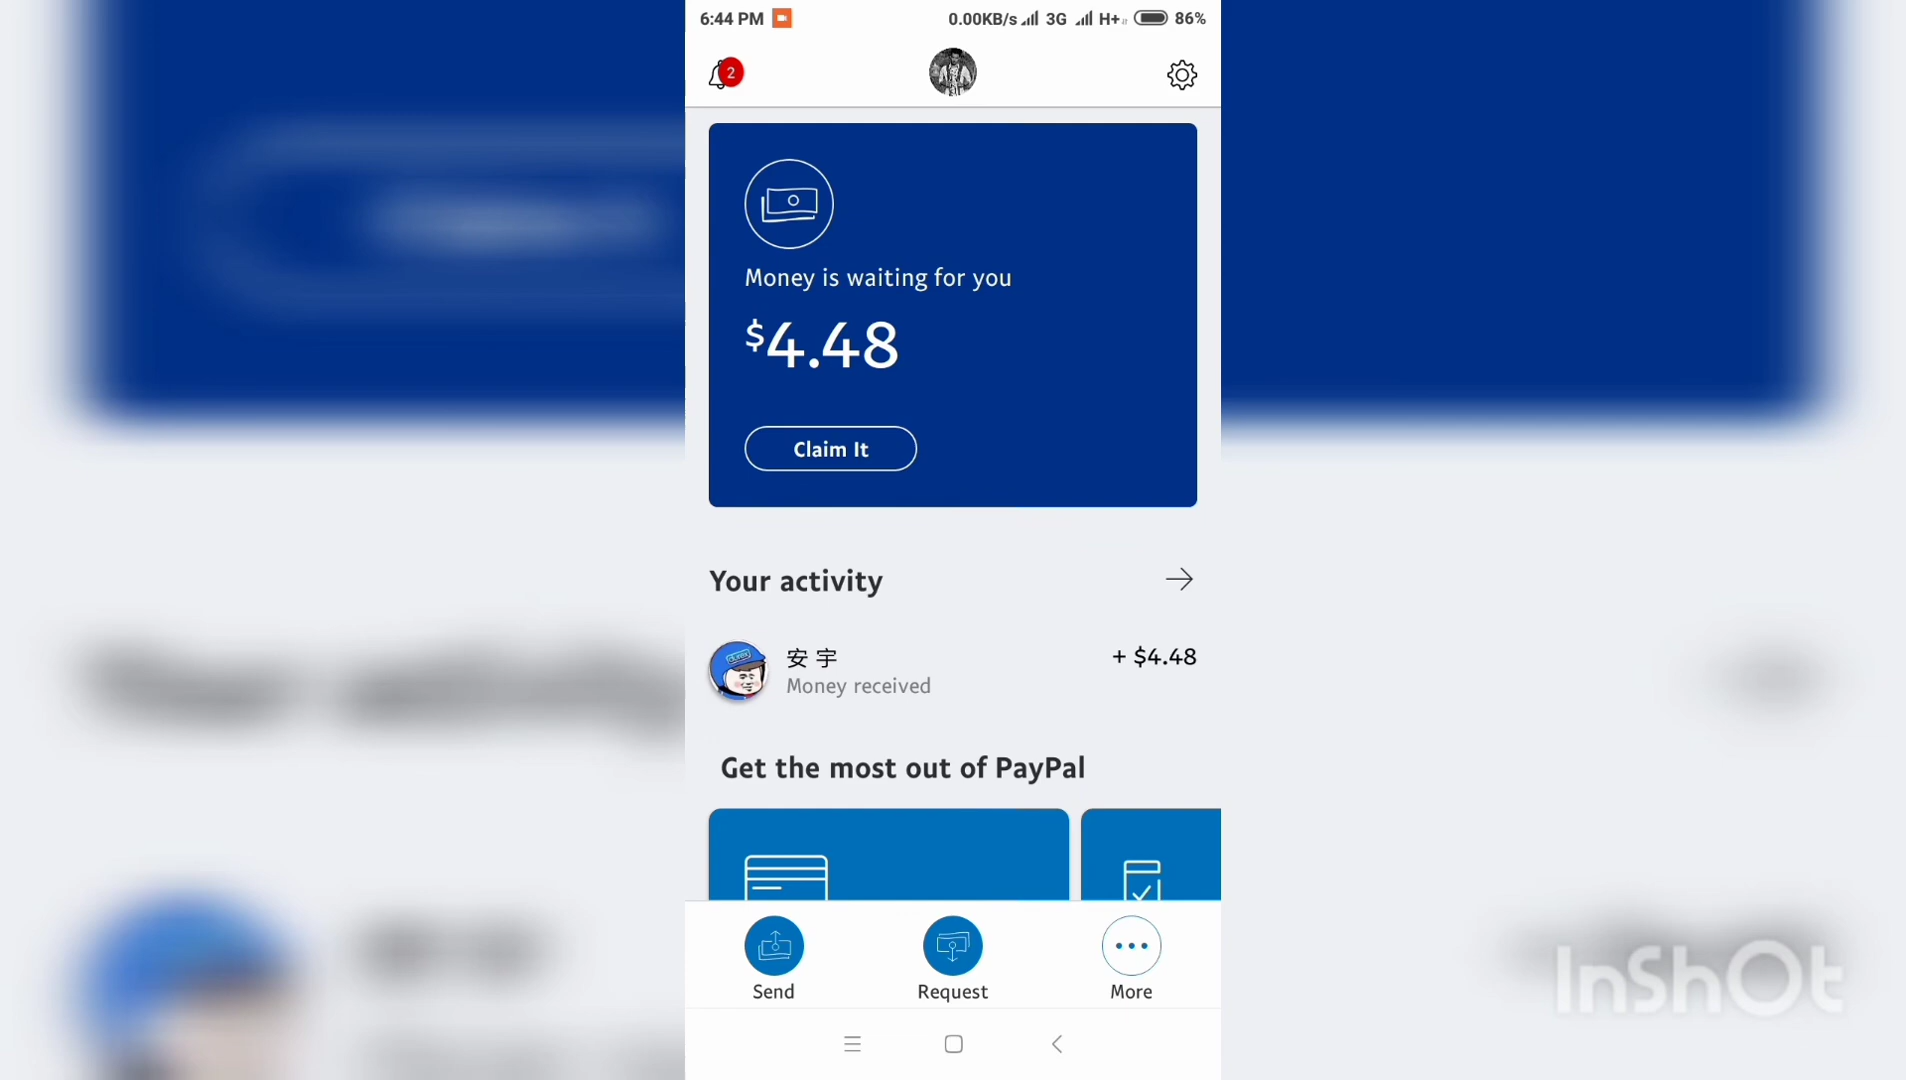 6:44 PM 0.00KB/s 3G H+ 86%
2
Money is waiting for you
$4.48
Claim It
Your activity
安 宇 + $4.48
Money received
Get the most out of PayPal
Send Request More
InShOt